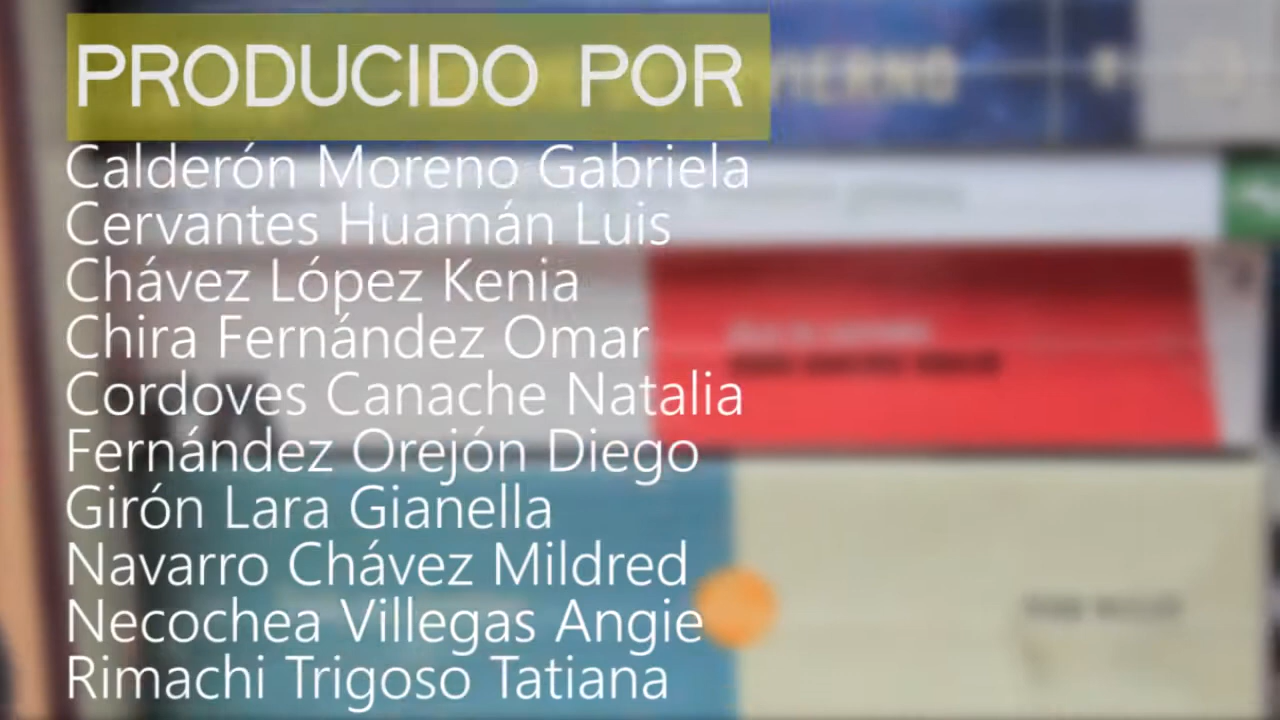 PRODUCIDO POR
Calderón Moreno Gabriela
Cervantes Huamán Luis
Chávez López Kenia
Chira Fernández Omar
Cordoves Canache Natalia
Fernández Orejón Diego
Girón Lara Gianella
Navarro Chávez Mildred
Necochea Villegas Angie
Rimachi Trigoso Tatiana